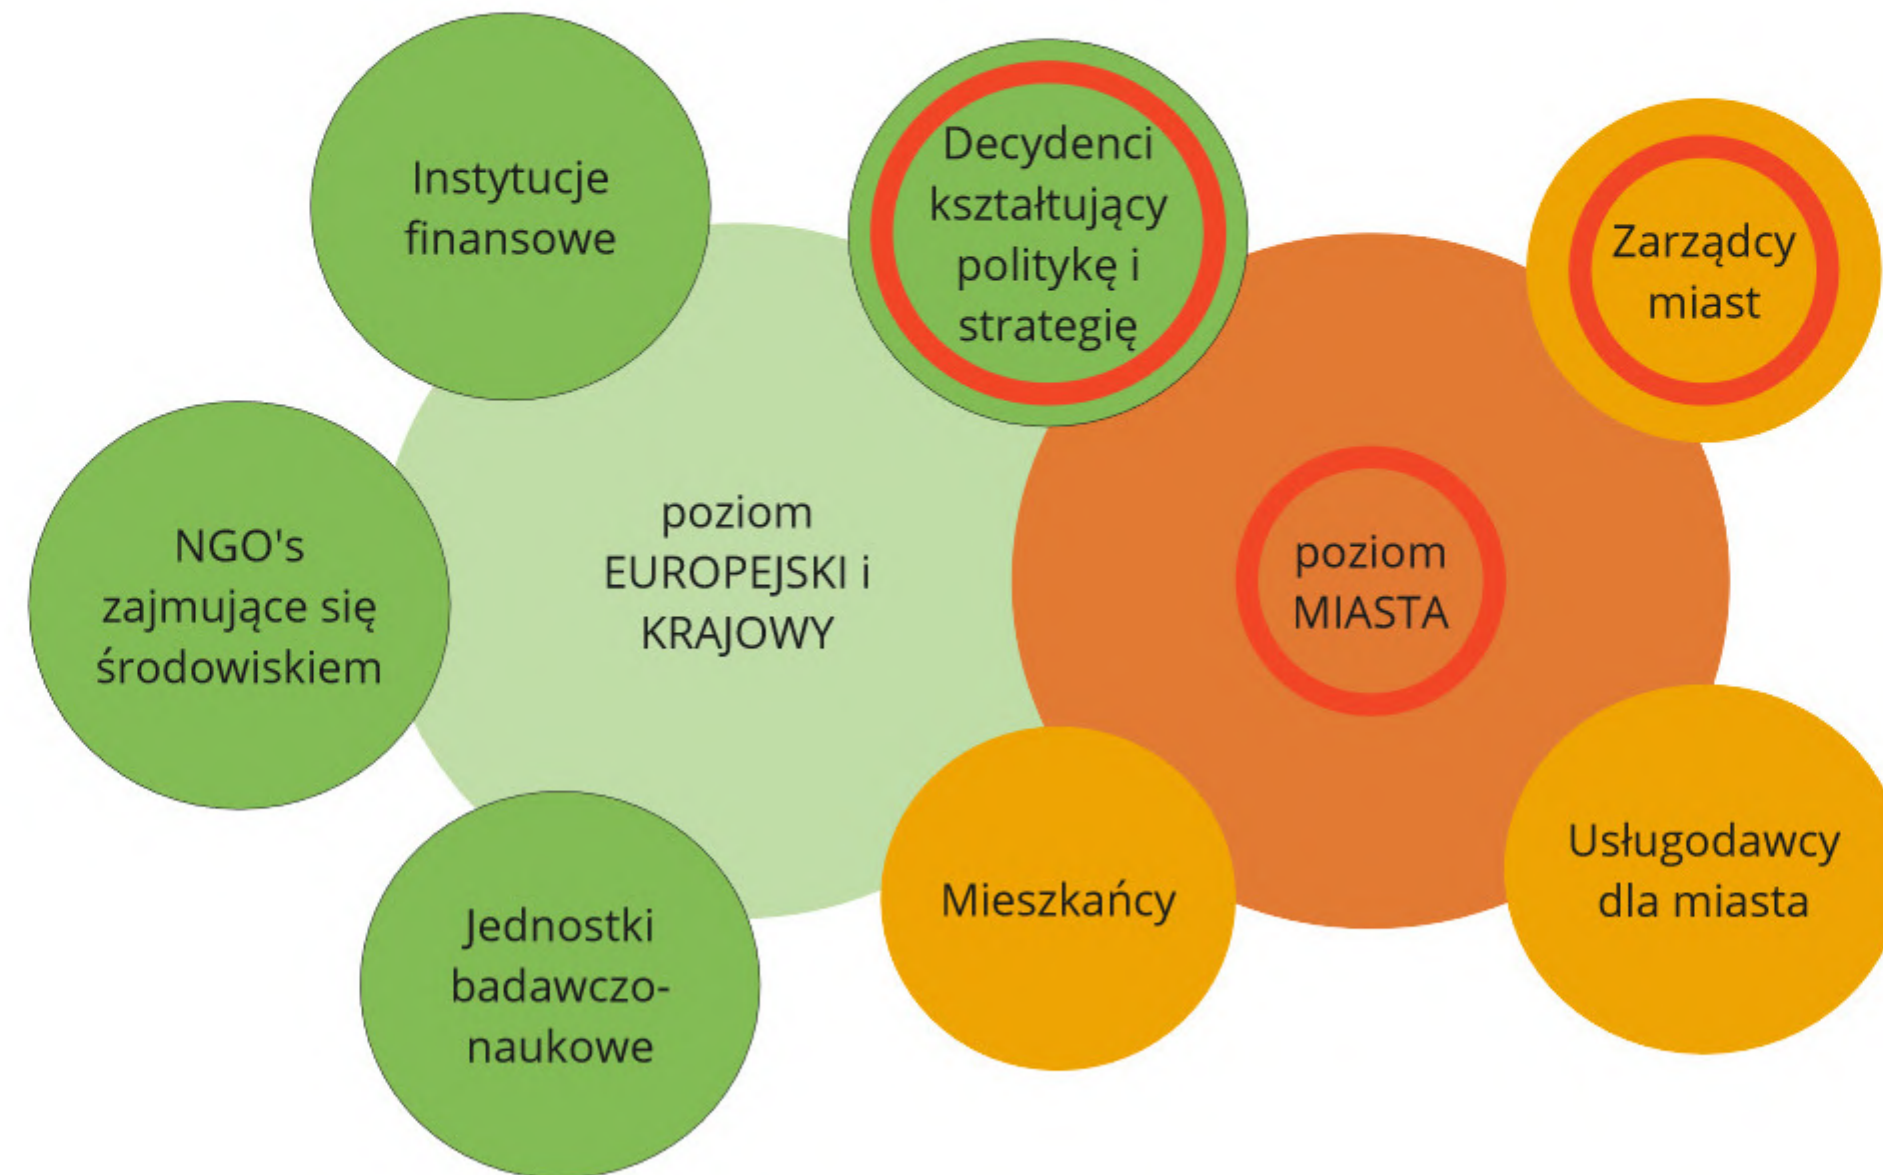 Instytucje
finansowe
Decydenci
kształtujący
politykę i
strategię
Zarządcy
miast
NGO's
zajmujące się
środowiskiem
poziom
EUROPEJSKI i
KRAJOWY
poziom
MIASTA
Jednostki
badawczo-
naukowe
Mieszkańcy
Usługodawcy
dla miasta